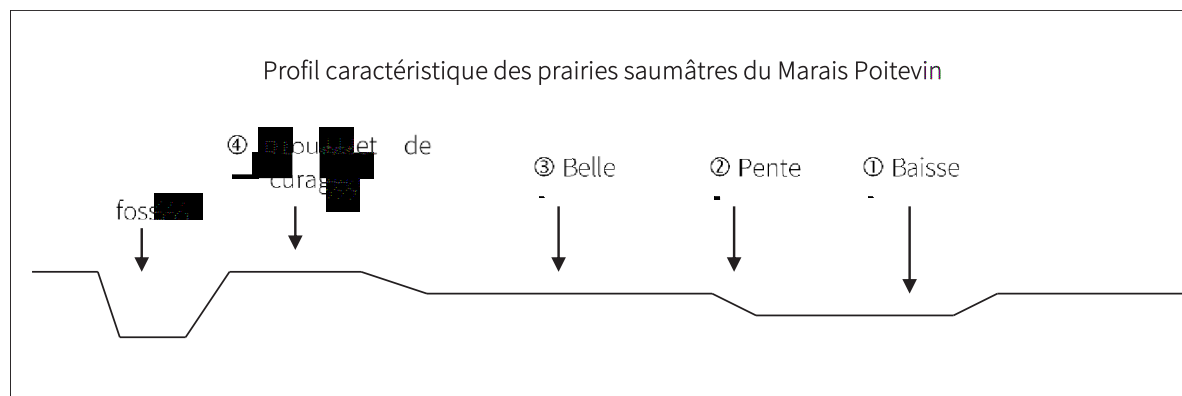 Profil caractéristique des prairies saumâtres du Marais Poitevin
④ de
③ Belle
② Pente
① Baisse